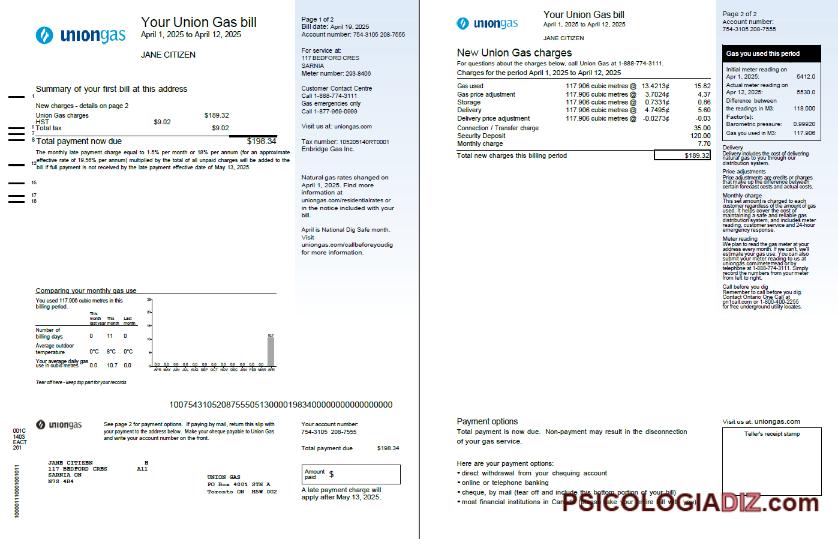 uniongas
Your Union Gas bill
April 1, 2025 to April 12, 2025
JANE CITIZEN
Page 1 of 2
Bill date: April 19, 2025
Account number: 754-3105 208-7555
For service at:
117 BEDFORD CRES
SARNIA
Meter number: 293-8400
Customer Contact Centre
Call 1-888-774-3111
Gas emergencies only
Call 1-877-969-0999
Visit us at: uniongas.com
Tax number: 10520514ORT0001
Enbridge Gas Inc.
Natural gas rates changed on
April 1, 2025. Find more
information at
uniongas.com/residentialrates or
in the notice included with your
bill.
April is National Dig Safe month.
Visit
uniongas.com/callbeforeyoudig
for more information.
Summary of your first bill at this address
New charges - details on page 2
Union Gas charges $189.32
HST $9.02
Total tax $9.02
Total payment now due $198.34
The monthly late payment charge equal to 1.5% per month or 18% per annum (for an approximate
effective rate of 19.56% per annum) multiplied by the total of all unpaid charges will be added to the
bill if full payment is not received by the late payment effective date of May 13, 2025.
Comparing your monthly gas use
You used 117.906 cubic metres in this
billing period.
This month last year This month Last month
Number of
billing days 0 11 0
Average outdoor
temperature 0°C 8°C 0°C
Your average daily gas
use in cubic metres 0.0 10.7 0.0
APR MAY JUN JUL AUG SEP OCT NOV DEC JAN FEB MAR APR
Tear off here - keep top part for your records
uniongas
See page 2 for payment options. If paying by mail, return this slip with
your payment to the address below. Make your cheque payable to Union Gas
and write your account number on the front.
Your account number:
754-3105 208-7555
Total payment due $198.34
Amount
paid $
A late payment charge will
apply after May 13, 2025.
001C
1403
EACT
201
JANE CITIZEN
117 BEDFORD CRES A11
SARNIA ON
N7S 4B4
UNION GAS
PO Box 4001 STN A
Toronto ON
uniongas
Your Union Gas bill
April 1, 2025 to April 12, 2025
JANE CITIZEN
New Union Gas charges
For questions about the charges below, call Union Gas at 1-888-774-3111.
Charges for the period April 1, 2025 to April 12, 2025
Gas used 117.906 cubic metres @ 13.4213¢ 15.82
Gas price adjustment 117.906 cubic metres @ 3.7024¢ 4.37
Storage 117.906 cubic metres @ 0.7331¢ 0.86
Delivery 117.906 cubic metres @ 4.7495¢ 5.60
Delivery price adjustment 117.906 cubic metres @ -0.0273¢ -0.03
Connection / Transfer charge 35.00
Security Deposit 120.00
Monthly charge 7.70
Total new charges this billing period $189.32
Page 2 of 2
Account number:
754-3105 208-7555
Gas you used this period
Initial meter reading on
Apr 1, 2025: 5412.0
Actual meter reading on
Apr 12, 2025: 5530.0
Difference between
the readings 118.000
Factor(s):
Barometric pressure: 0.99920
Gas you used in M3: 117.906
Delivery
Delivery includes the cost of delivering
natural gas to you through our
distribution system.
Price adjustments
Price adjustments are credits or charges
that make up the difference between
certain forecast costs and actual costs.
Monthly charge
This set amount is charged to each
customer regardless of the amount of gas
used. It helps cover the cost of
maintaining a safe and reliable gas
distribution system, and includes meter
reading, customer service and 24-hour
emergency response.
Meter reading
We plan to read the gas meter at your
address every month. If we can't, we'll
estimate your gas use. You can also
submit your meter reading to us at
uniongas.com/meterread or by
telephone at 1-888-774-3111. Simply
record the numbers from your meter
from left to right.
Call before you dig
Remember to call before you dig.
Contact Ontario One Call at
on1call.com or 1-800-400-2255
for free underground utility locates.
Payment options
Total payment is now due. Non-payment may result in the disconnection
of your gas service.
Here are your payment options:
• direct withdrawal from your chequing account
• online or telephone banking
• cheque, by mail (tear off and include this bottom portion of your bill)
• most financial institutions in
Visit us at: uniongas.com
Teller's receipt stamp
PSICOLOGIADIZ.com